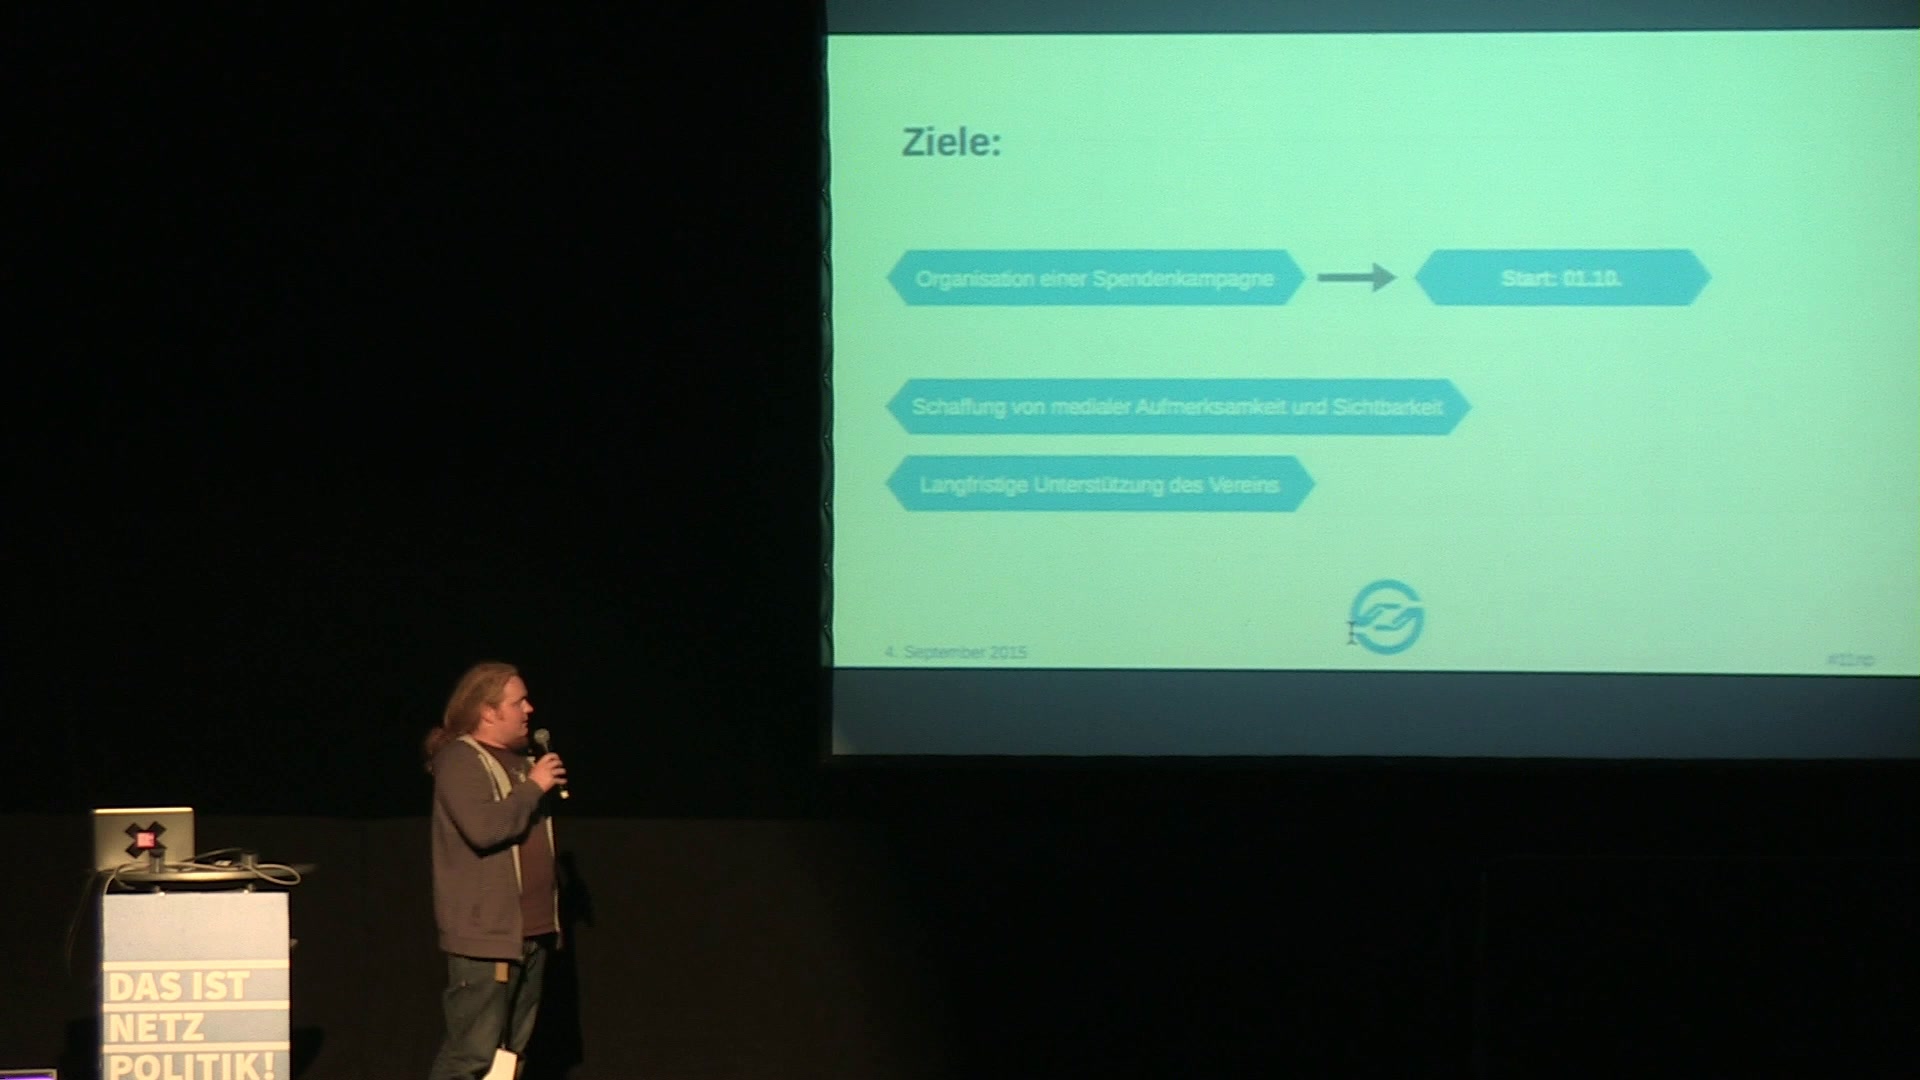 Ziele:
Organisation einer Spendenkampagne
Start: 01.10.
Schaffung von medialer Aufmerksamkeit und Sichtbarkeit
Langfristige Unterstützung des Vereins
4. September 2015
DAS IST
NETZ
POLITIK!